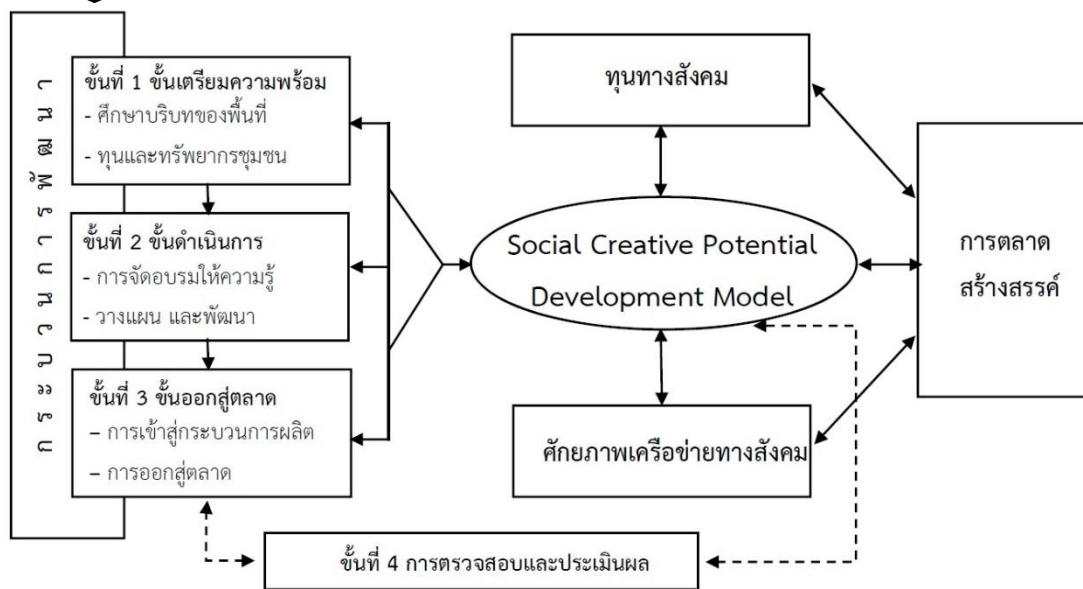 กระบวนการพัฒนา
ขั้นที่ 1 ขั้นเตรียมความพร้อม
- ศึกษาบริบทของพื้นที่
- ทุนและทรัพยากรชุมชน
ขั้นที่ 2 ขั้นดำเนินการ
- การจัดอบรมให้ความรู้
- วางแผน และพัฒนา
ขั้นที่ 3 ขั้นออกสู่ตลาด
– การเข้าสู่กระบวนการผลิต
– การออกสู่ตลาด
ทุนทางสังคม
Social Creative Potential
Development Model
ศักยภาพเครือข่ายทางสังคม
การตลาด
สร้างสรรค์
ขั้นที่ 4 การตรวจสอบและประเมินผล